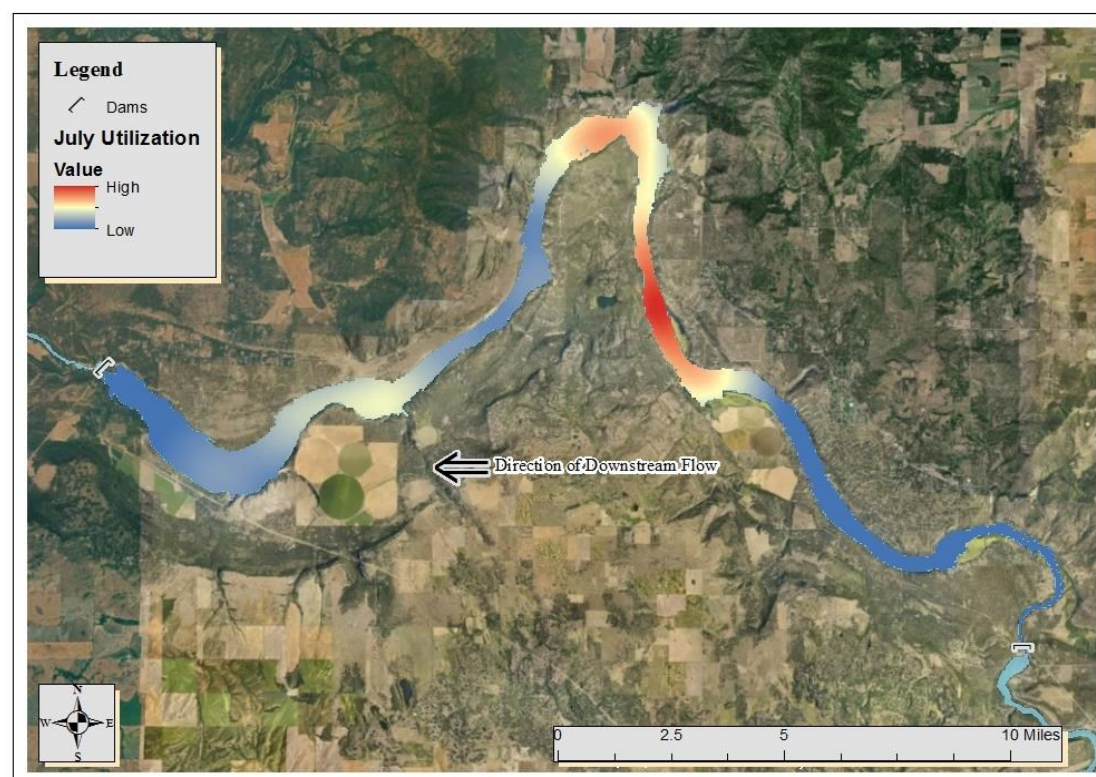 Legend
Dams
July Utilization
Value
High
Low
Direction of Downstream Flow
N
W E
S
0 2.5 5 10 Miles